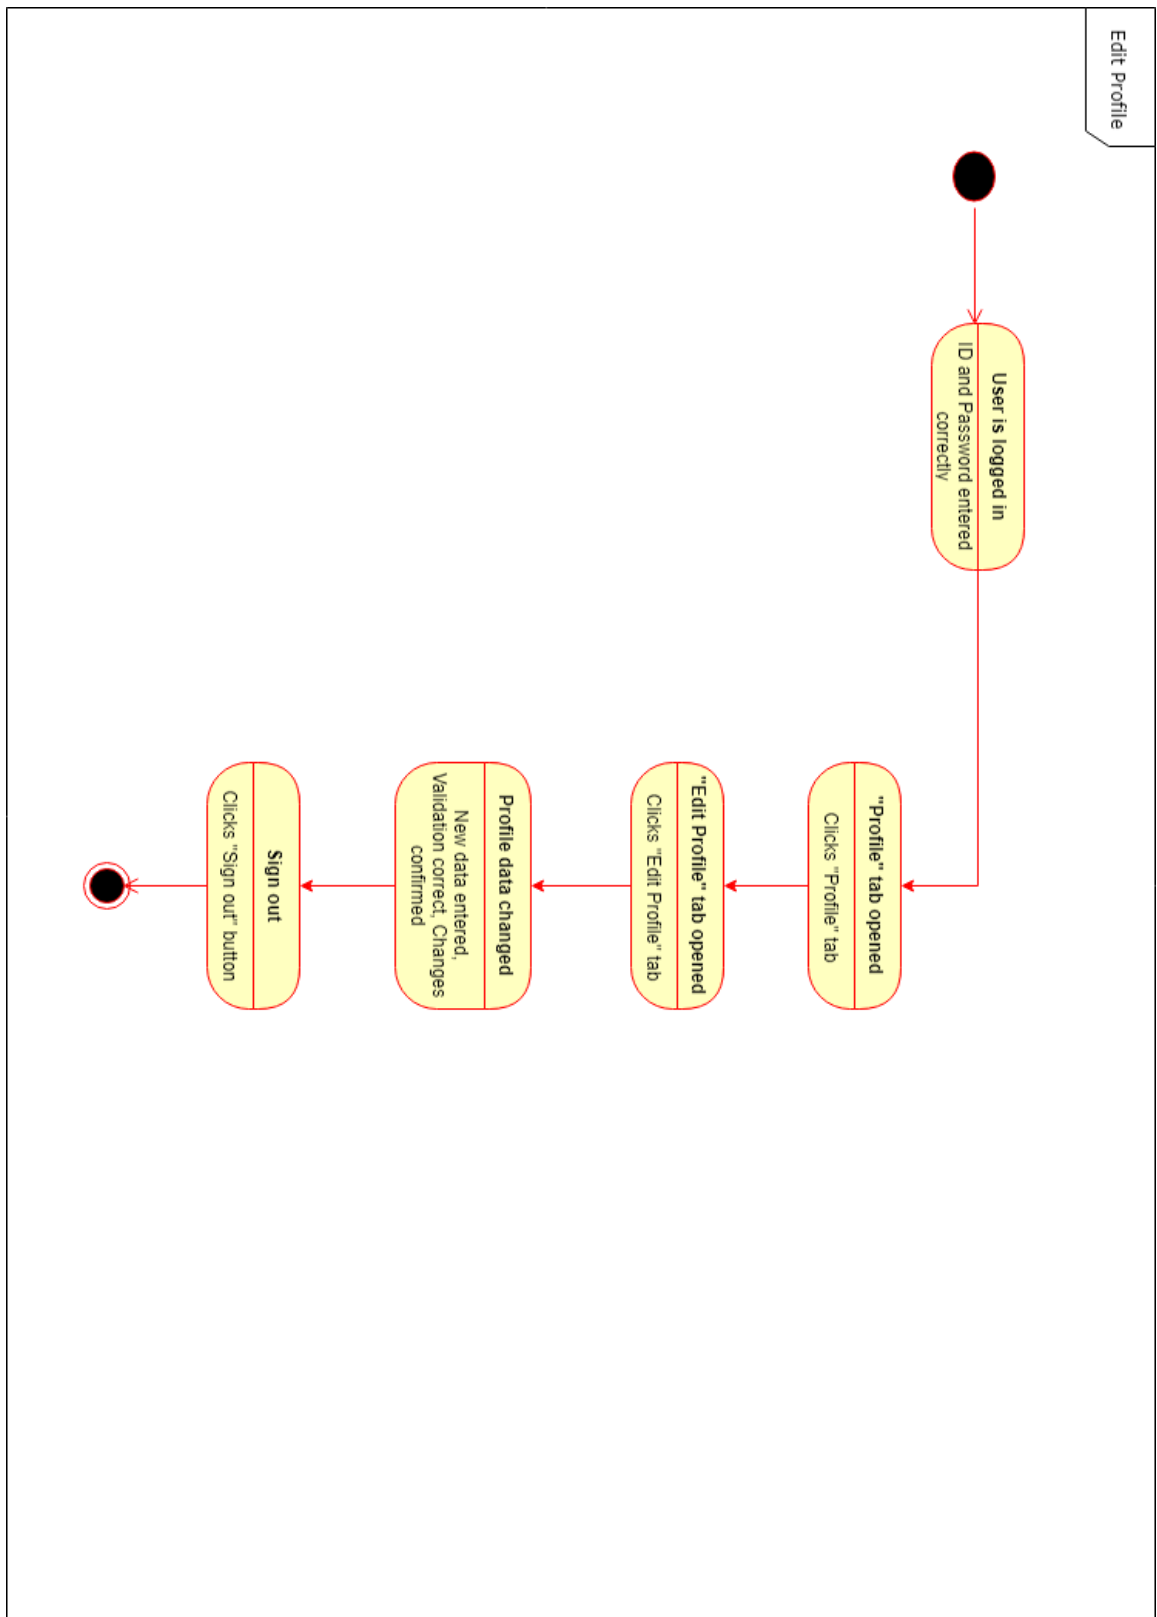 Edit Profile
User is logged in
ID and Password entered
correctly
"Profile" tab opened
Clicks "Profile" tab
"Edit Profile" tab opened
Clicks "Edit Profile" tab
Profile data changed
New data entered,
Validation correct, Changes
confirmed
Sign out
Clicks "Sign out" button